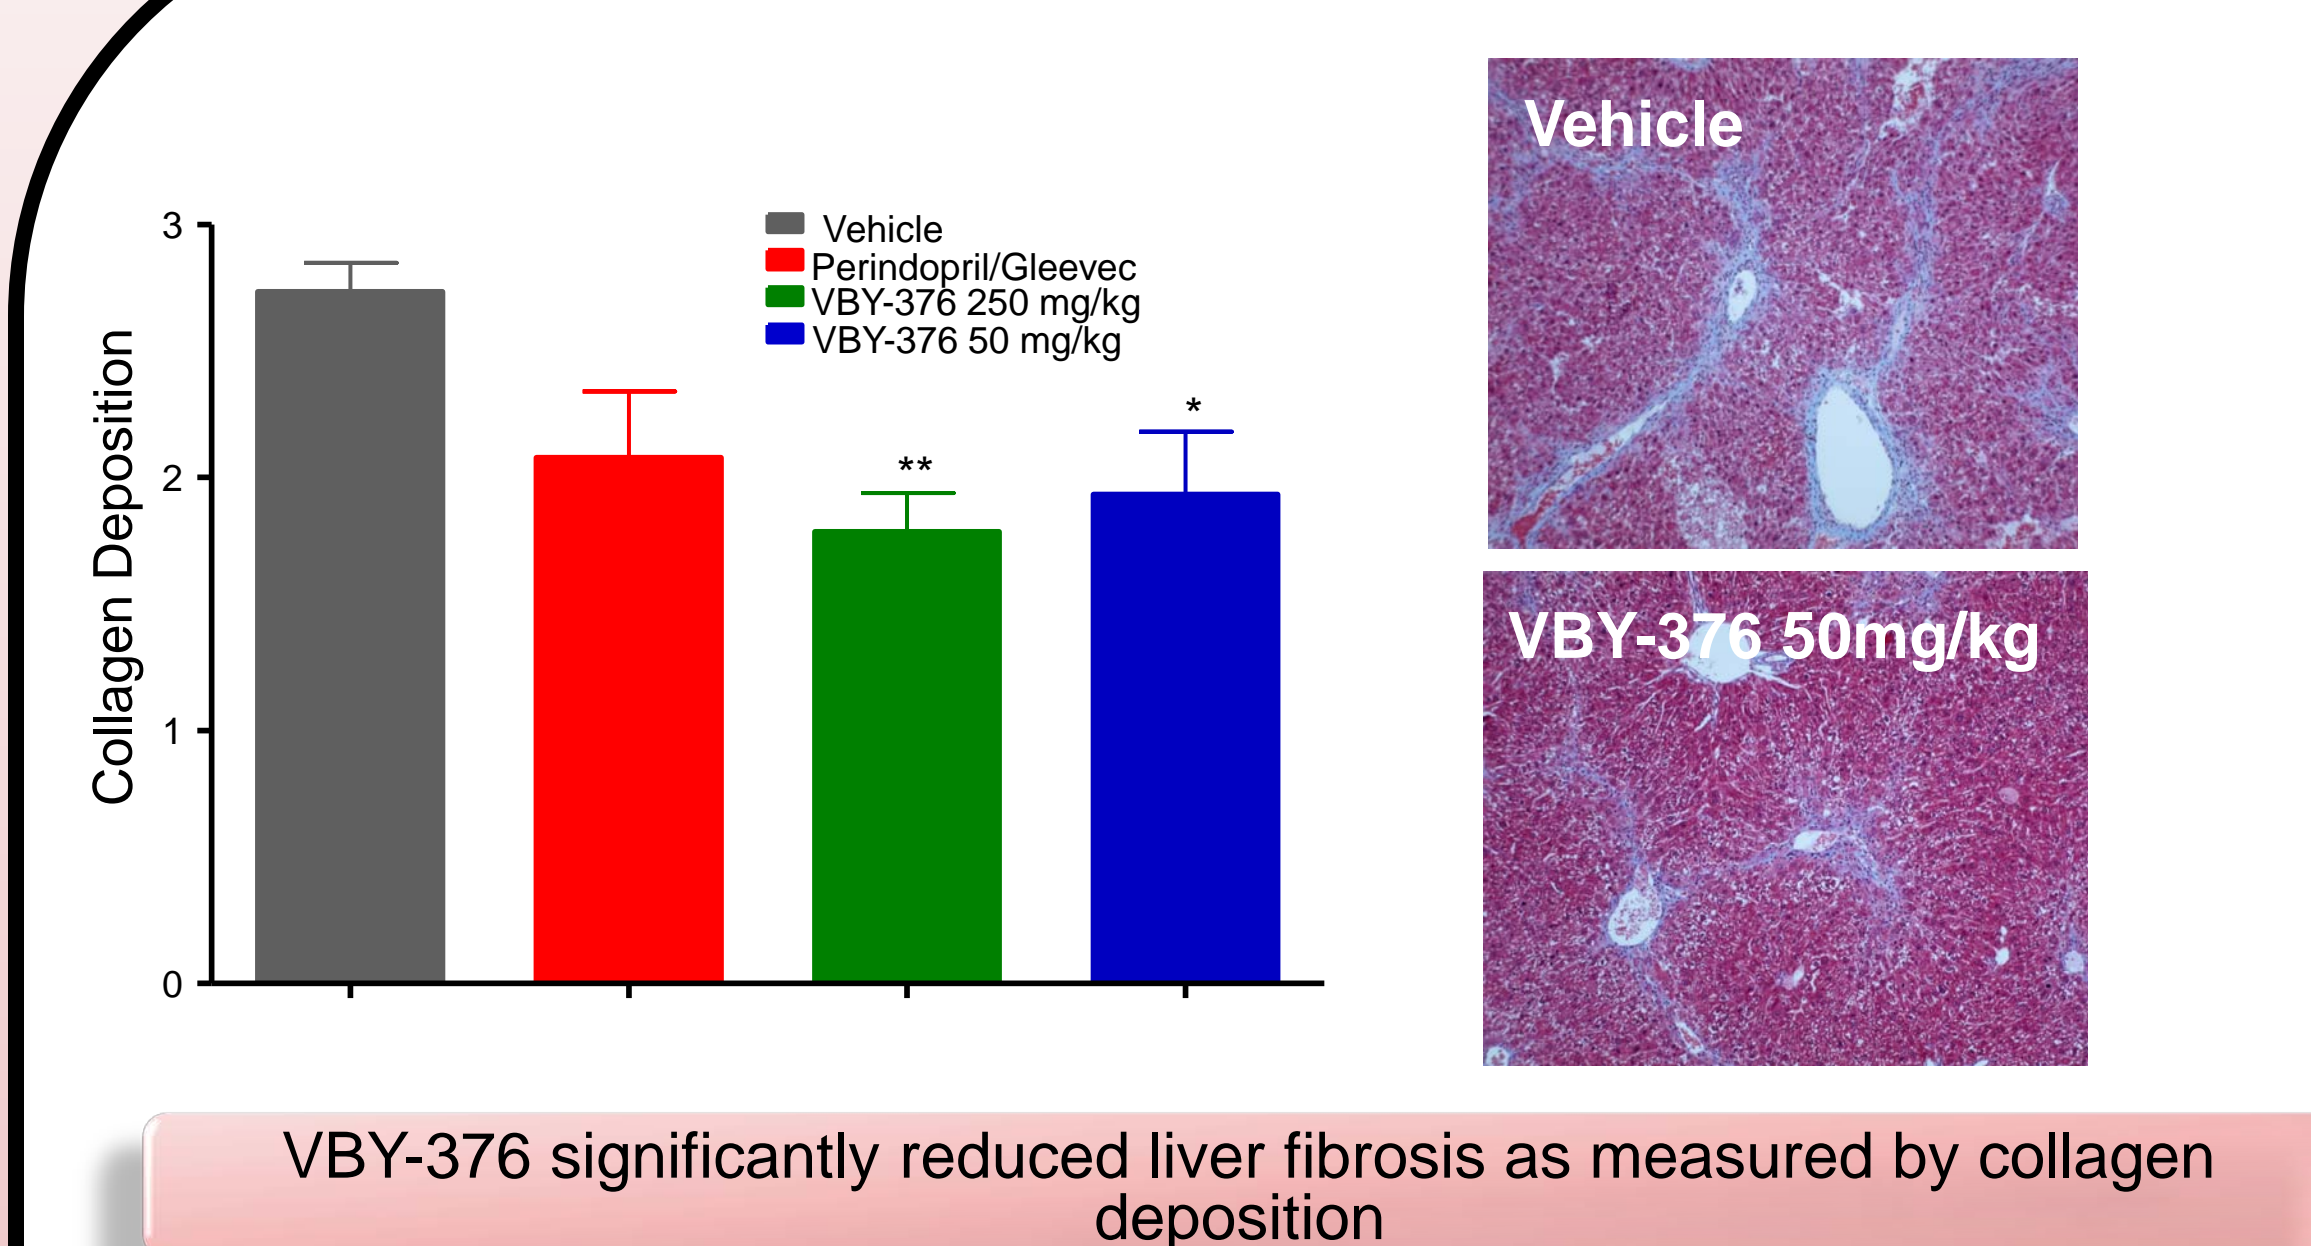 3
2
1
0
Collagen Deposition
Vehicle
Perindopril/Gleevec
VBY-376 250 mg/kg
VBY-376 50 mg/kg
**
*
Vehicle
VBY-376 50mg/kg
VBY-376 significantly reduced liver fibrosis as measured by collagen
deposition